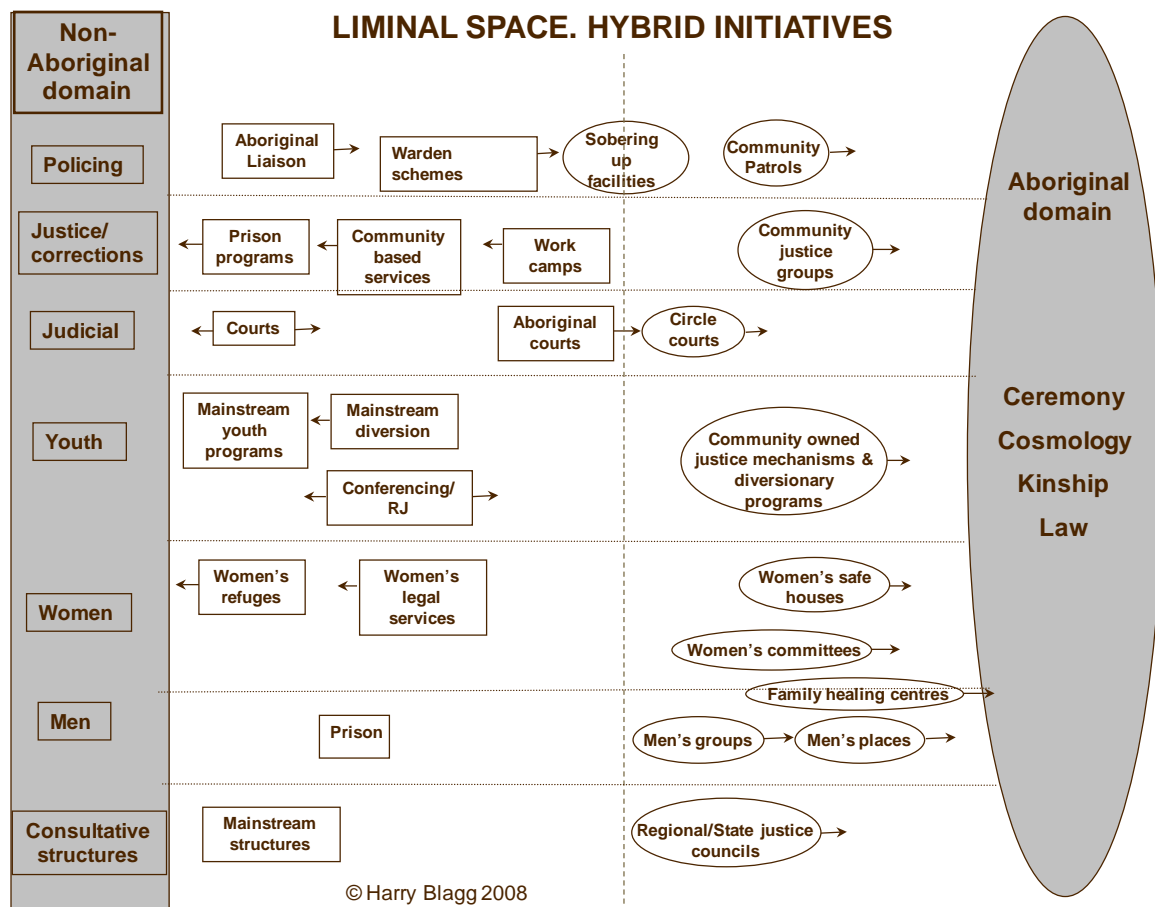 LIMINAL SPACE. HYBRID INITIATIVES
Non-
Aboriginal
domain
Policing
Aboriginal
Liaison
Warden
schemes
Sobering
up
facilities
Community
Patrols
Aboriginal
domain
Justice/
corrections
Prison
programs
Community
based
services
Work
camps
Community
justice
groups
Judicial
Courts
Aboriginal
courts
Circle
courts
Youth
Mainstream
youth
programs
Mainstream
diversion
Conferencing/
RJ
Community owned
justice mechanisms &
diversionary
programs
Ceremony
Cosmology
Kinship
Law
Women
Women’s
refuges
Women’s
legal
services
Women’s safe
houses
Women’s committees
Family healing centres
Men
Prison
Men’s groups
Men’s places
Consultative
structures
Mainstream
structures
Regional/State justice
councils
© Harry Blagg 2008